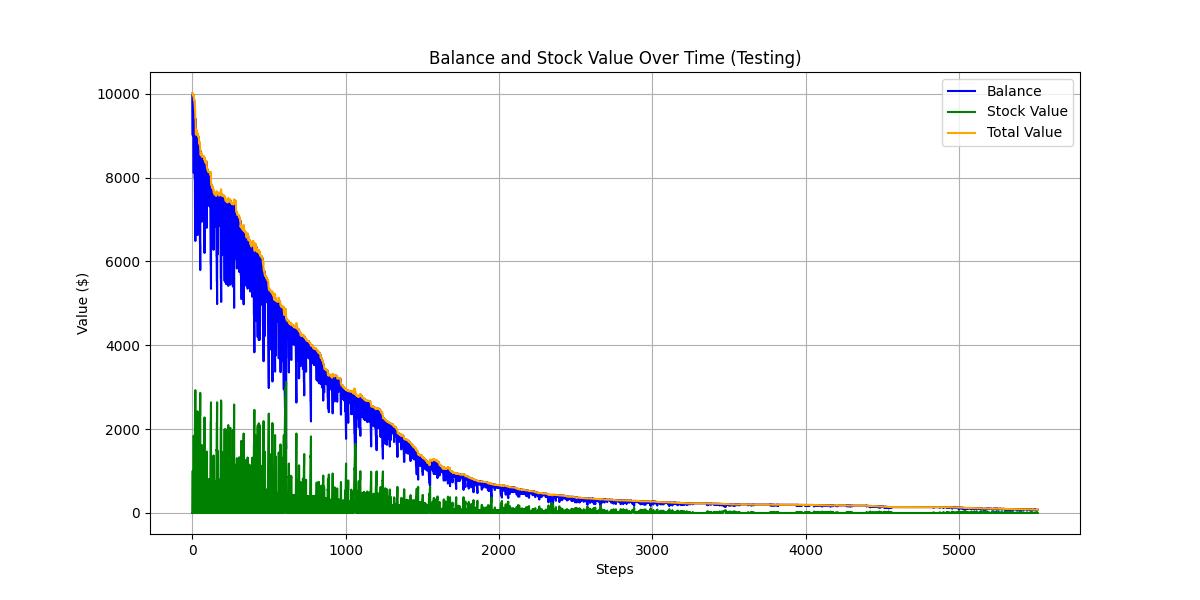 Balance and Stock Value Over Time (Testing)
Balance
Stock Value
Total Value
Value ($)
10000
8000
6000
4000
2000
0
0 1000 2000 3000 4000 5000
Steps